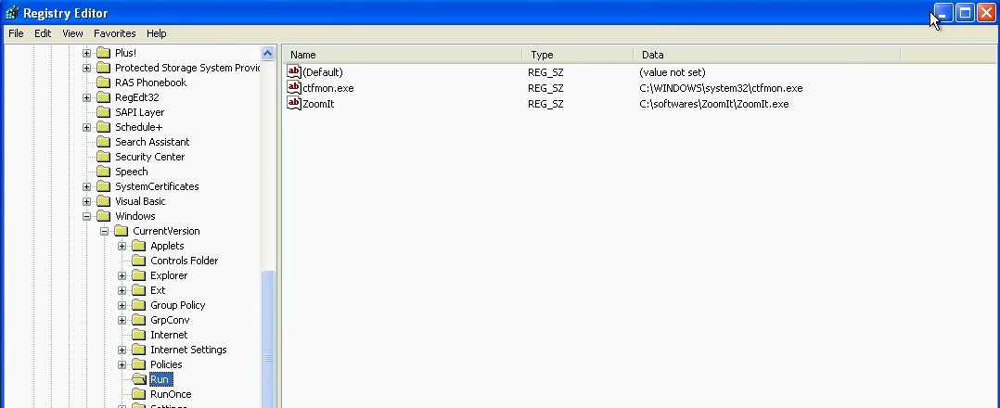 Registry Editor
File Edit View Favorites Help
Name Type Data
(Default) REG_SZ (value not set)
ctfmon.exe REG_SZ C:\WINDOWS\system32\ctfmon.exe
ZoomIt REG_SZ C:\softwares\ZoomIt\ZoomIt.exe
Plus!
Protected Storage System Provi
RAS Phonebook
RegEdt32
SAPI Layer
Schedule+
Search Assistant
Security Center
Speech
SystemCertificates
Visual Basic
Windows
CurrentVersion
Applets
Controls Folder
Explorer
Ext
Group Policy
GrpConv
Internet
Internet Settings
Policies
Run
RunOnce